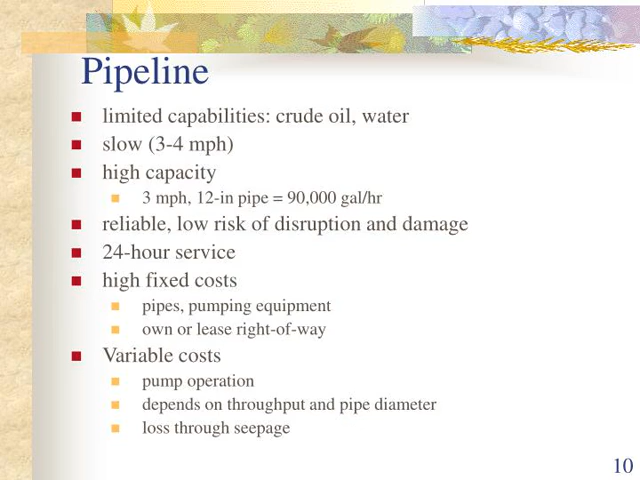 Pipeline
limited capabilities: crude oil, water
slow (3-4 mph)
high capacity
3 mph, 12-in pipe = 90,000 gal/hr
reliable, low risk of disruption and damage
24-hour service
high fixed costs
pipes, pumping equipment
own or lease right-of-way
Variable costs
pump operation
depends on throughput and pipe diameter
loss through seepage
10